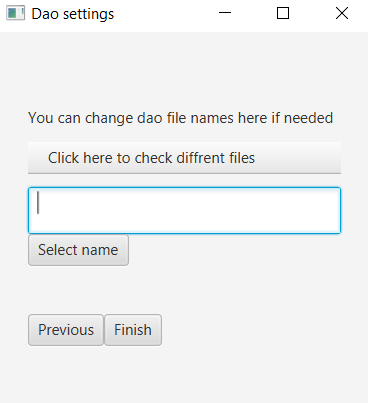 Dao settings
You can change dao file names here if needed
Click here to check diffrent files
Select name
Previous Finish